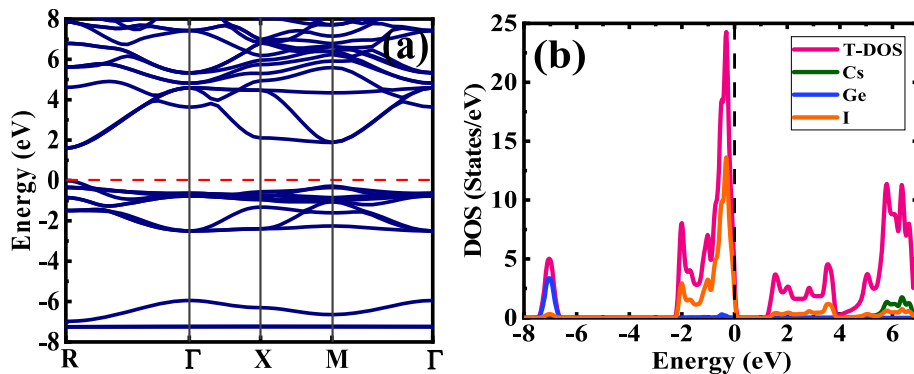 (a)
Energy (eV)
8
6
4
2
0
-2
-4
-6
-8
R Γ X M Γ
(b)
T-DOS
Cs
Ge
I
DOS (States/eV)
25
20
15
10
5
0
-8 -6 -4 -2 0 2 4 6
Energy (eV)